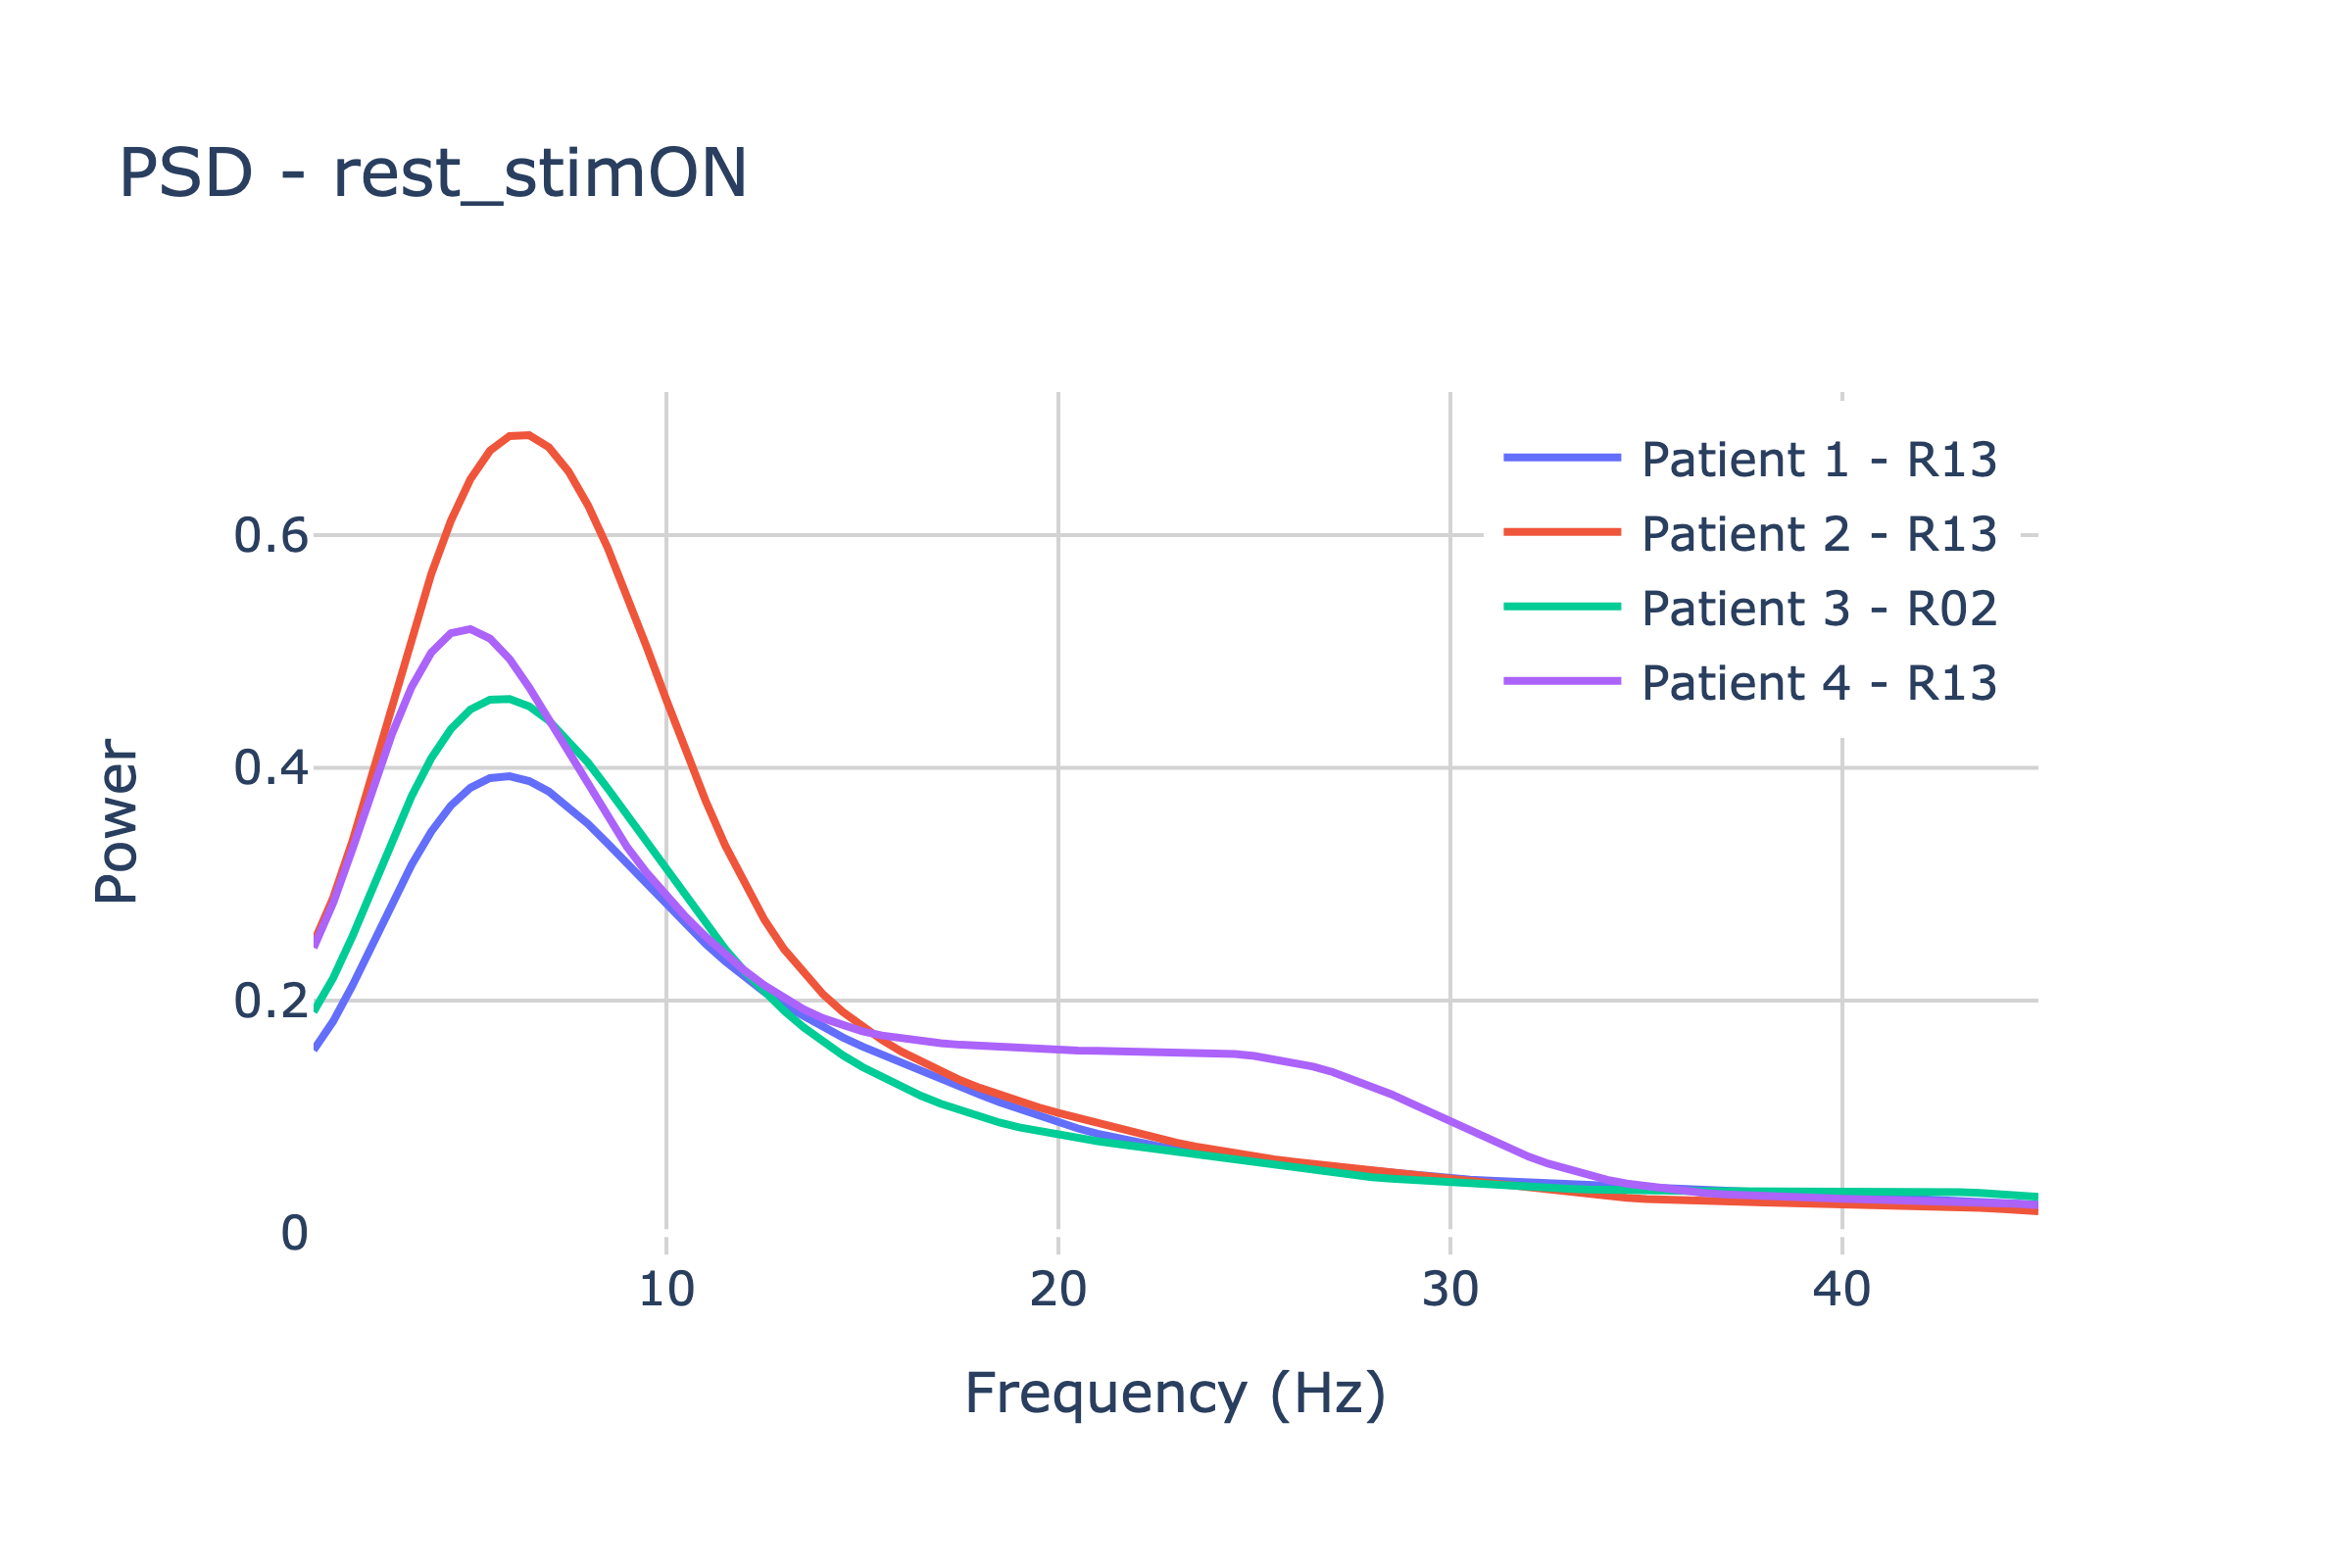 PSD - rest_stimON
Patient 1 - R13
Patient 2 - R13
Patient 3 - R02
Patient 4 - R13
0.6
0.4
0.2
0
Power
10 20 30 40
Frequency (Hz)